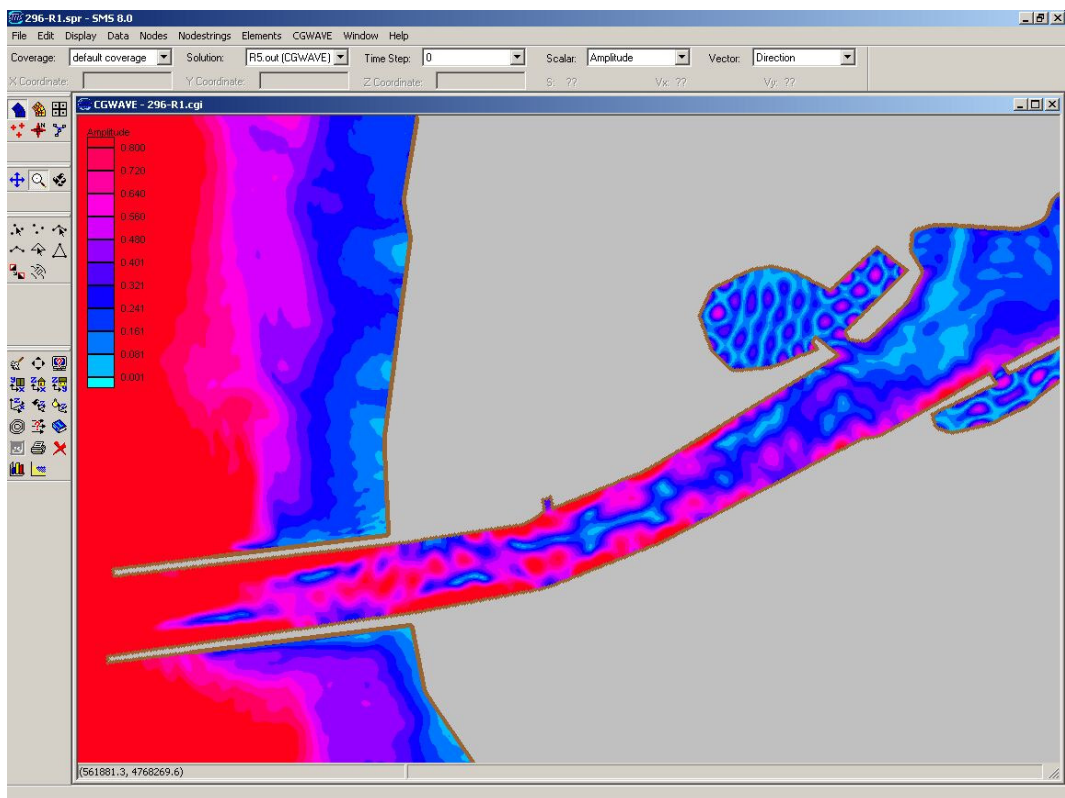 296-R1.spr - SMS 8.0
File Edit Display Data Nodes Nodestrings Elements CGWAVE Window Help
Coverage: default coverage Solution: R5.out (CGWAVE) Time Step: 0 Scalar: Amplitude Vector: Direction
X Coordinate: Y Coordinate: Z Coordinate: S: ?? Vx: ?? Vy: ??
CGWAVE - 296-R1.cgi
Amplitude
0.800
0.720
0.640
0.560
0.480
0.401
0.321
0.241
0.161
0.081
0.001
(561881.3, 4768269.6)